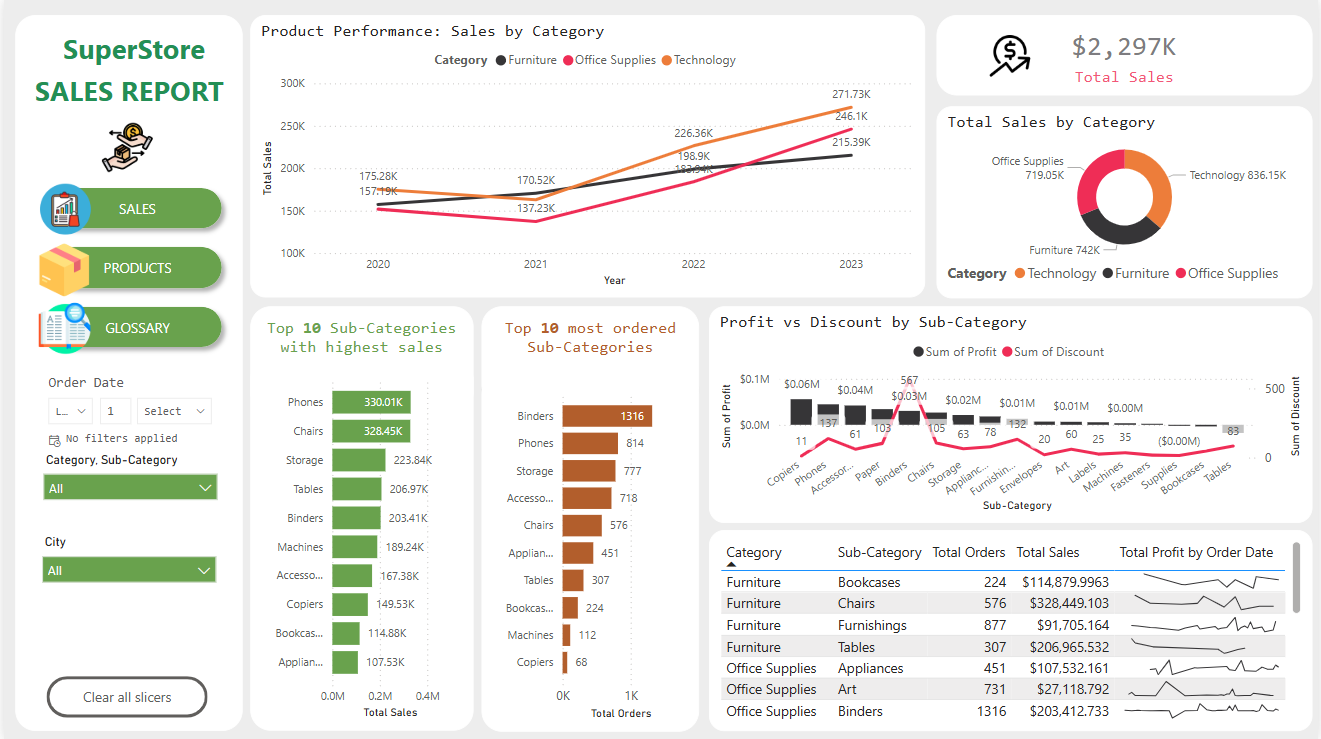 SuperStore
SALES REPORT
SALES
PRODUCTS
GLOSSARY
Order Date
L...
1
Select
No filters applied
Category, Sub-Category
All
City
All
Clear all slicers
Product Performance: Sales by Category
Category Furniture Office Supplies Technology
300K
250K
200K
150K
100K
Total Sales
175.28K
157.19K
170.52K
137.23K
226.36K
198.9K
271.73K
246.1K
215.39K
2020 2021 2022 2023
Year
$2,297K
Total Sales
Total Sales by Category
Office Supplies
719.05K
Technology 836.15K
Furniture 742K
Category Technology Furniture Office Supplies
Top 10 Sub-Categories
with highest sales
Phones 330.01K
Chairs 328.45K
Storage 223.84K
Tables 206.97K
Binders 203.41K
Machines 189.24K
Accesso... 167.38K
Copiers 149.53K
Bookcas... 114.88K
Applian... 107.53K
0.0M 0.2M 0.4M
Total Sales
Top 10 most ordered
Sub-Categories
Binders 1316
Phones 814
Storage 777
Accesso... 718
Chairs 576
Applian... 451
Tables 307
Bookcas... 224
Machines 112
Copiers 68
0K 1K
Total Orders
Profit vs Discount by Sub-Category
Sum of Profit Sum of Discount
$0.1M
$0.0M
Sum of Profit
500
0
Sum of Discount
$0.06M $0.04M $0.03M $0.02M $0.01M $0.01M $0.00M ($0.00M)
11 137 61 103 567 105 63 78 132 20 60 25 35 83
Copiers Phones Accessor... Paper Binders Chairs Storage Applianc... Furnishin... Envelopes Art Labels Machines Fasteners Supplies Bookcases Tables
Sub-Category
Category Sub-Category Total Orders Total Sales Total Profit by Order Date
Furniture Bookcases 224 $114,879.9963
Furniture Chairs 576 $328,449.103
Furniture Furnishings 877 $91,705.164
Furniture Tables 307 $206,965.532
Office Supplies Appliances 451 $107,532.161
Office Supplies Art 731 $27,118.792
Office Supplies Binders 1316 $203,412.733